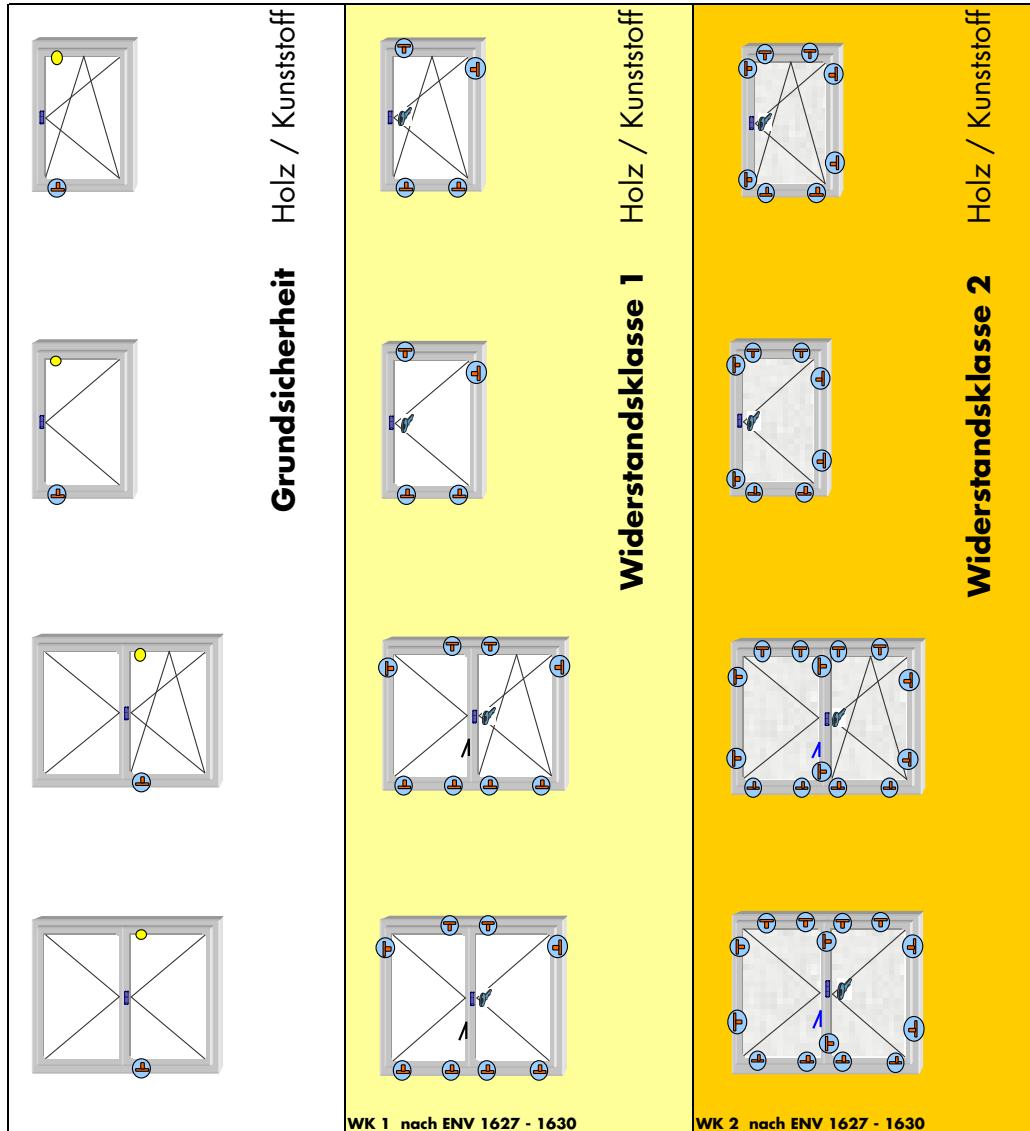 Grundsicherheit Holz / Kunststoff
Widerstandsklasse 1 Holz / Kunststoff
WK 1 nach ENV 1627 - 1630
Widerstandsklasse 2 Holz / Kunststoff
WK 2 nach ENV 1627 - 1630